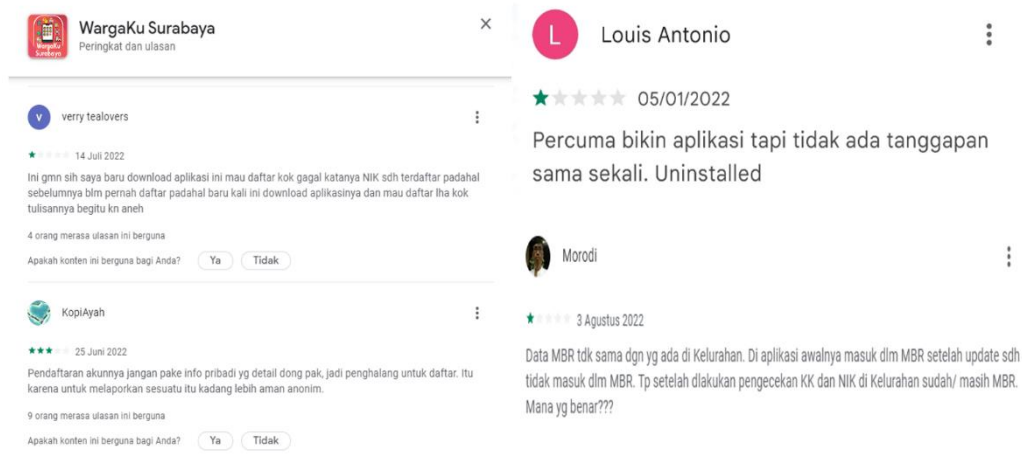 WargaKu Surabaya
Peringkat dan ulasan
WargaKu
Surabaya
v
verry tealovers
14 Juli 2022
Ini gmn sih saya baru download aplikasi ini mau daftar kok gagal katanya NIK sdh terdaftar padahal
sebelumnya blm pernah daftar padahal baru kali ini download aplikasinya dan mau daftar lha kok
tulisannya begitu kn aneh
4 orang merasa ulasan ini berguna
Apakah konten ini berguna bagi Anda? Ya Tidak
KopiAyah
25 Juni 2022
Pendaftaran akunnya jangan pake info pribadi yg detail dong pak, jadi penghalang untuk daftar. Itu
karena untuk melaporkan sesuatu itu kadang lebih aman anonim.
9 orang merasa ulasan ini berguna
Apakah konten ini berguna bagi Anda? Ya Tidak
L
Louis Antonio
05/01/2022
Percuma bikin aplikasi tapi tidak ada tanggapan
sama sekali. Uninstalled
Morodi
3 Agustus 2022
Data MBR tdk sama dgn yg ada di Kelurahan. Di aplikasi awalnya masuk dlm MBR setelah update sdh
tidak masuk dlm MBR. Tp setelah dlakukan pengecekan KK dan NIK di Kelurahan sudah/ masih MBR.
Mana yg benar???